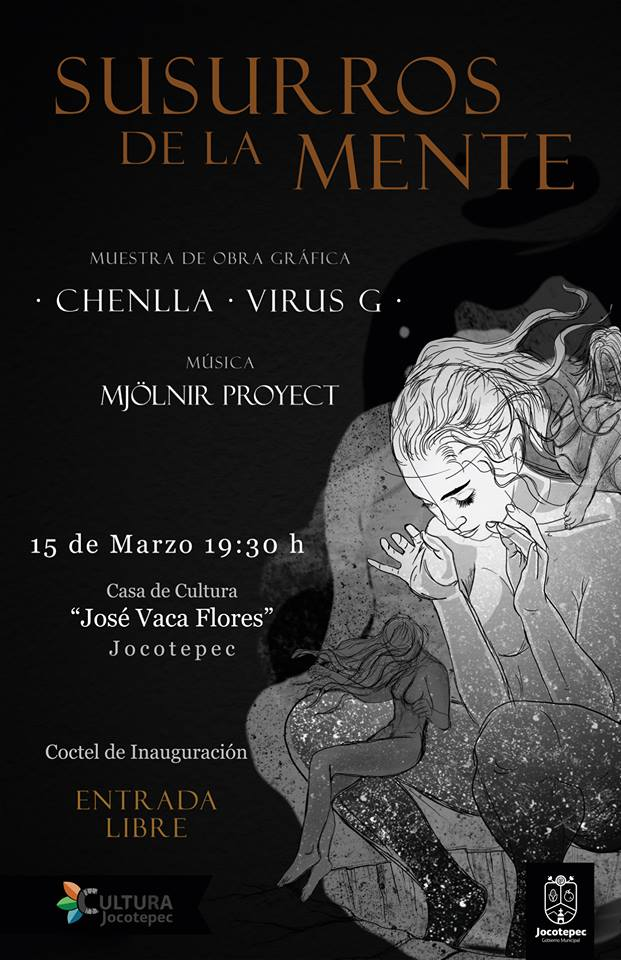 SUSURROS
DE LA MENTE
MUESTRA DE OBRA GRÁFICA
· CHENLLA · VIRUS G ·
MÚSICA
MJÖLNIR PROYECT
15 de Marzo 19:30 h
Casa de Cultura
“José Vaca Flores”
Jocotepec
Coctel de Inauguración
ENTRADA
LIBRE
CULTURA
Jocotepec
Jocotepec
Gobierno Municipal